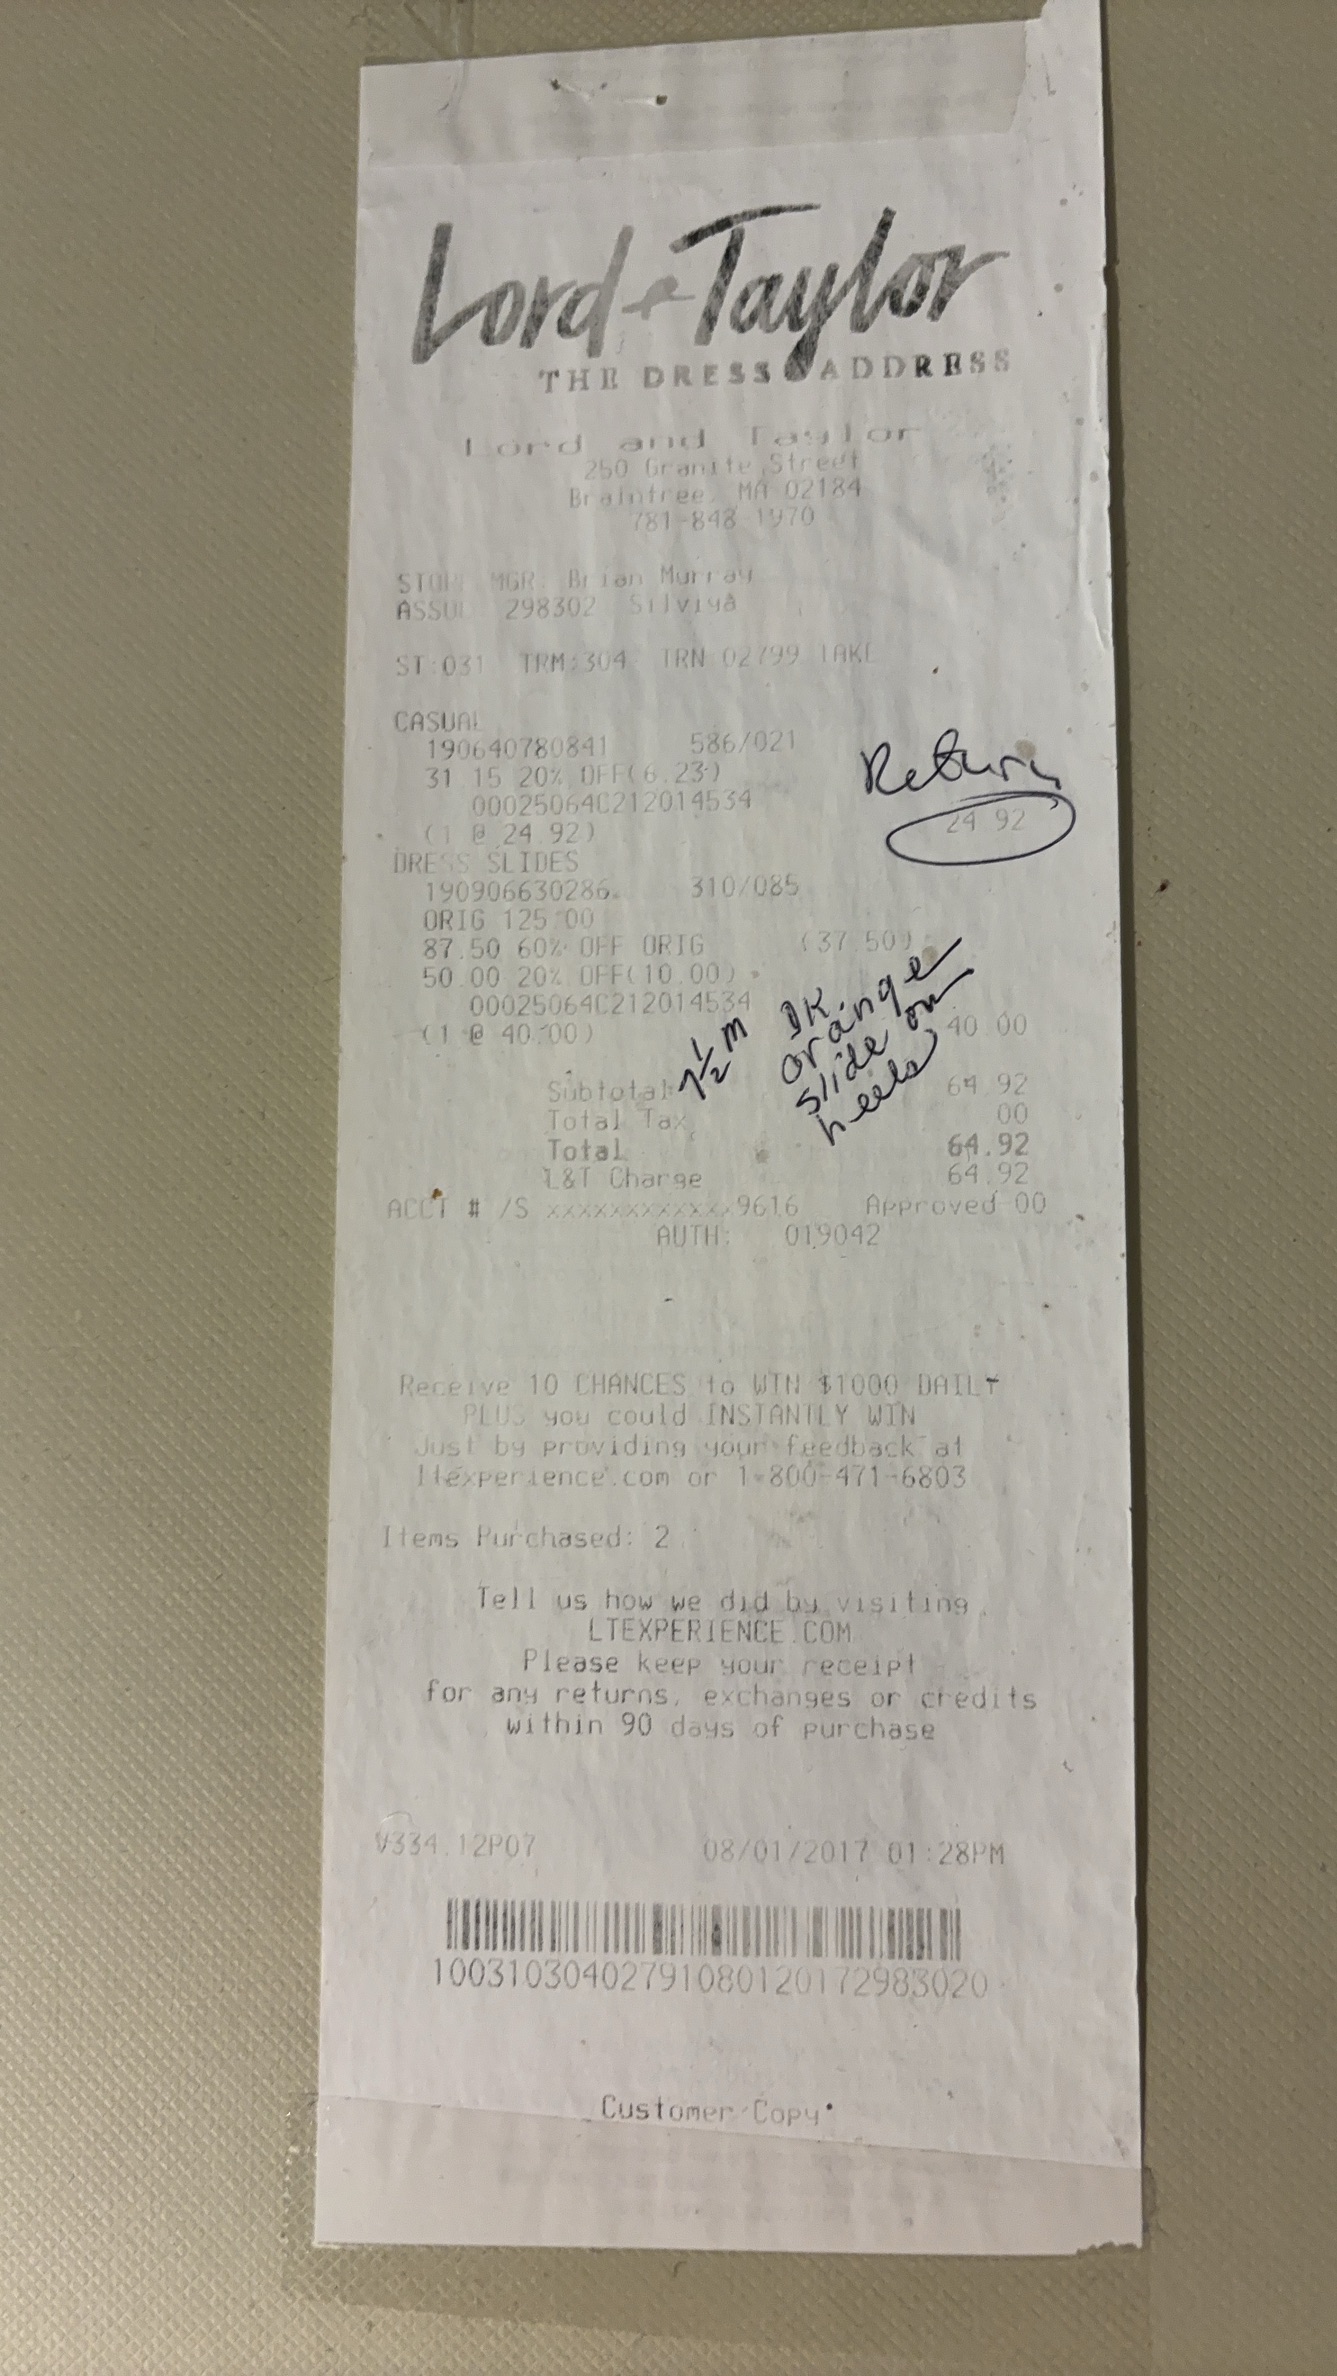 Lord & Taylor
THE DRESS ADDRESS
Lord and Taylor
250 Granite Street
Braintree, MA 02184
781-848-1970
STORE MGR: Brian Murray
ASSOC 298302 Silviya
ST:031 TRM:304 TRN 02799 TAKE
CASUAL
190640780841 586/021
Return
31.15 20% OFF(6.23)
00025064C212014534
24.92
(1 @ 24.92)
DRESS SLIDES
190906630286 310/085
ORIG 125.00
87.50 60% OFF ORIG (37.50)
50.00 20% OFF(10.00)
00025064C212014534
(1 @ 40.00) 40.00
7 1/2 M DK.
orange
slide on
heels
Subtotal 64.92
Total Tax .00
Total 64.92
L&T Charge 64.92
ACCT # /S xxxxxxxxxxxx9616 Approved 00
AUTH: 019042
Receive 10 CHANCES to WIN $1000 DAILY
PLUS you could INSTANTLY WIN
Just by providing your feedback at
ltexperience.com or 1-800-471-6803
Items Purchased: 2
Tell us how we did by visiting
LTEXPERIENCE.COM
Please keep your receipt
for any returns, exchanges or credits
within 90 days of purchase
V334.12P07 08/01/2017 01:28PM
1003103040279108012017298302​0
Customer Copy